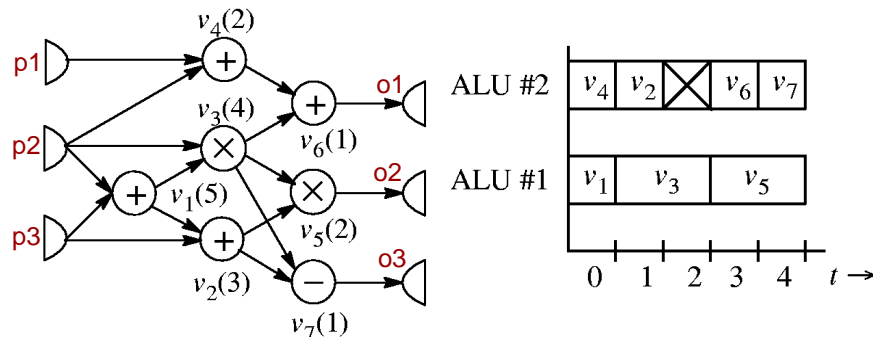 v4(2)
p1
+
v3(4)
+
o1
p2
×
v6(1)
+
v1(5)
×
o2
p3
+
v5(2)
v2(3)
−
o3
v7(1)
ALU #2
v4 v2 v6 v7
ALU #1
v1 v3 v5
0 1 2 3 4 t →